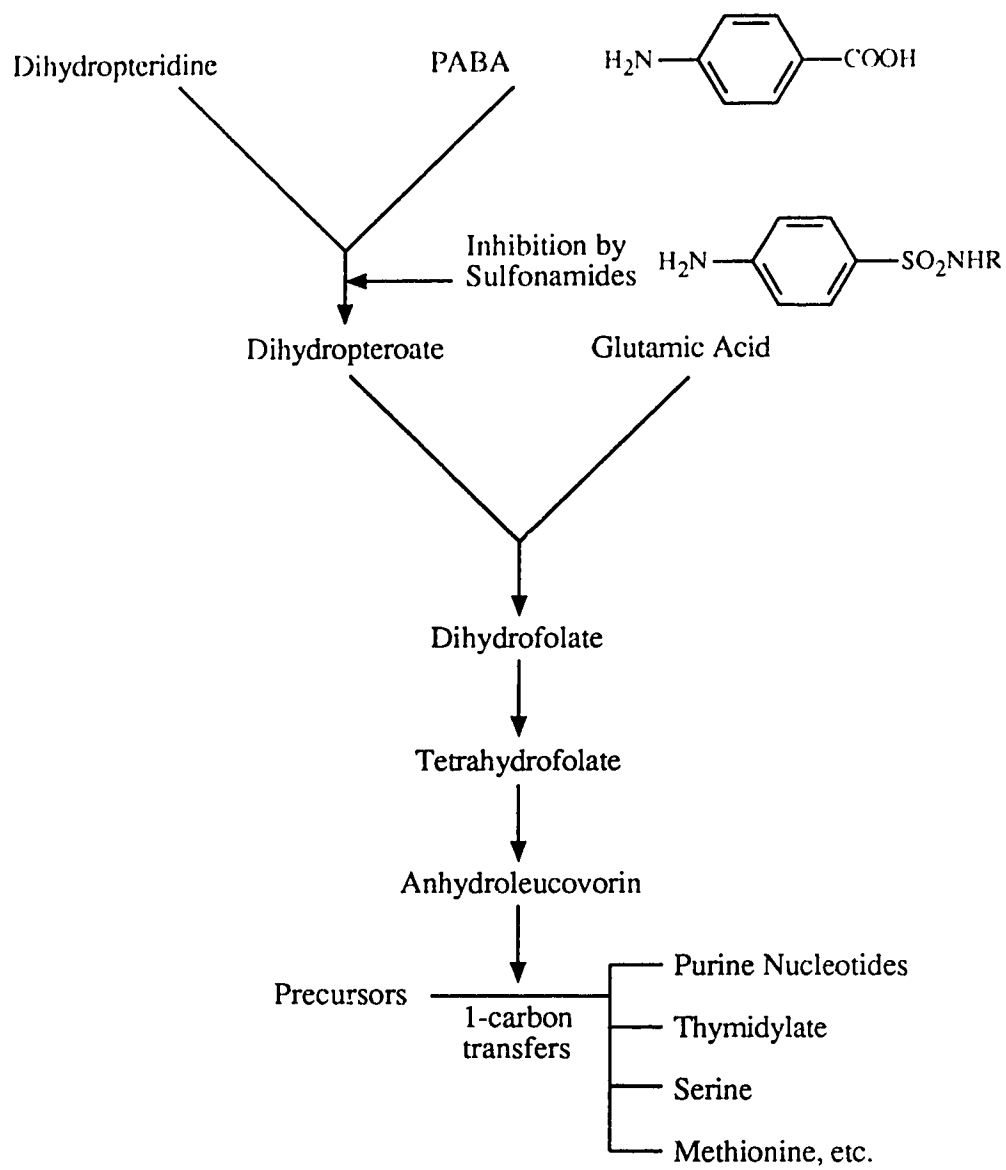 Dihydropteridine
PABA
H₂N
COOH
Inhibition by
Sulfonamides
H₂N
SO₂NHR
Dihydropteroate
Glutamic Acid
Dihydrofolate
Tetrahydrofolate
Anhydroleucovorin
Precursors
1-carbon
transfers
Purine Nucleotides
Thymidylate
Serine
Methionine, etc.